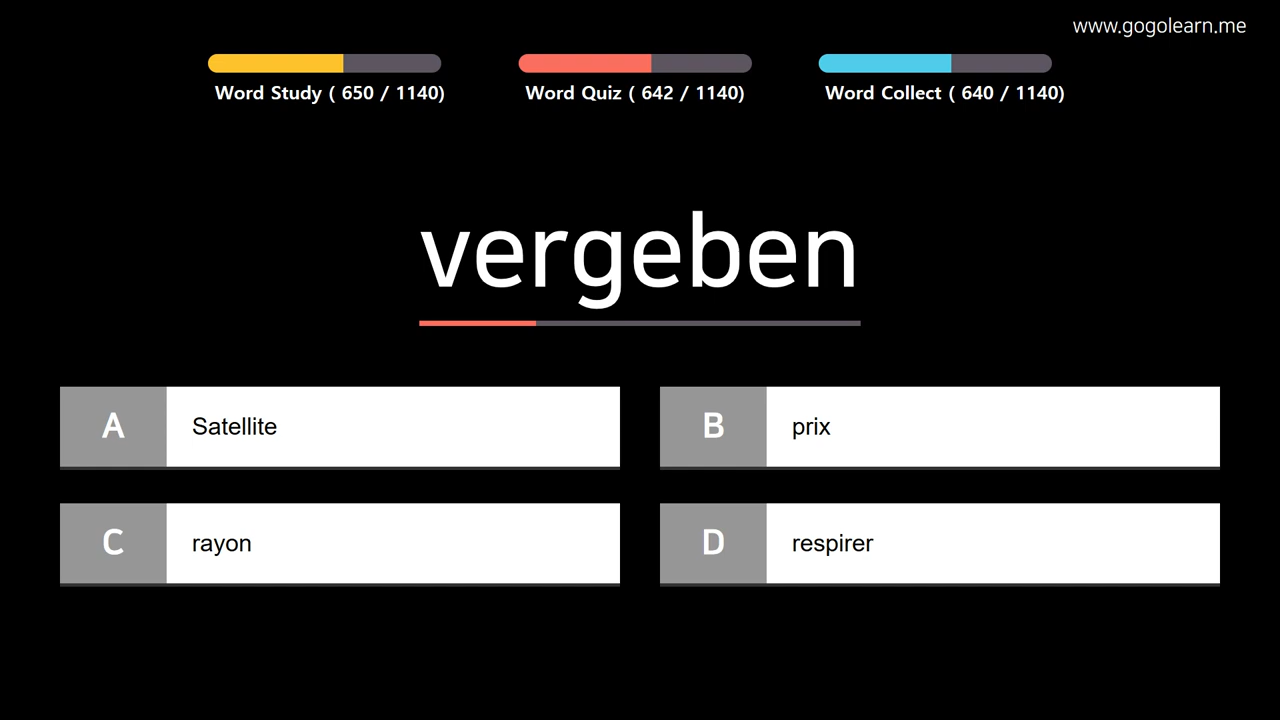 www.gogolearn.me
Word Study ( 650 / 1140)
Word Quiz ( 642 / 1140)
Word Collect ( 640 / 1140)
vergeben
A Satellite
B prix
C rayon
D respirer